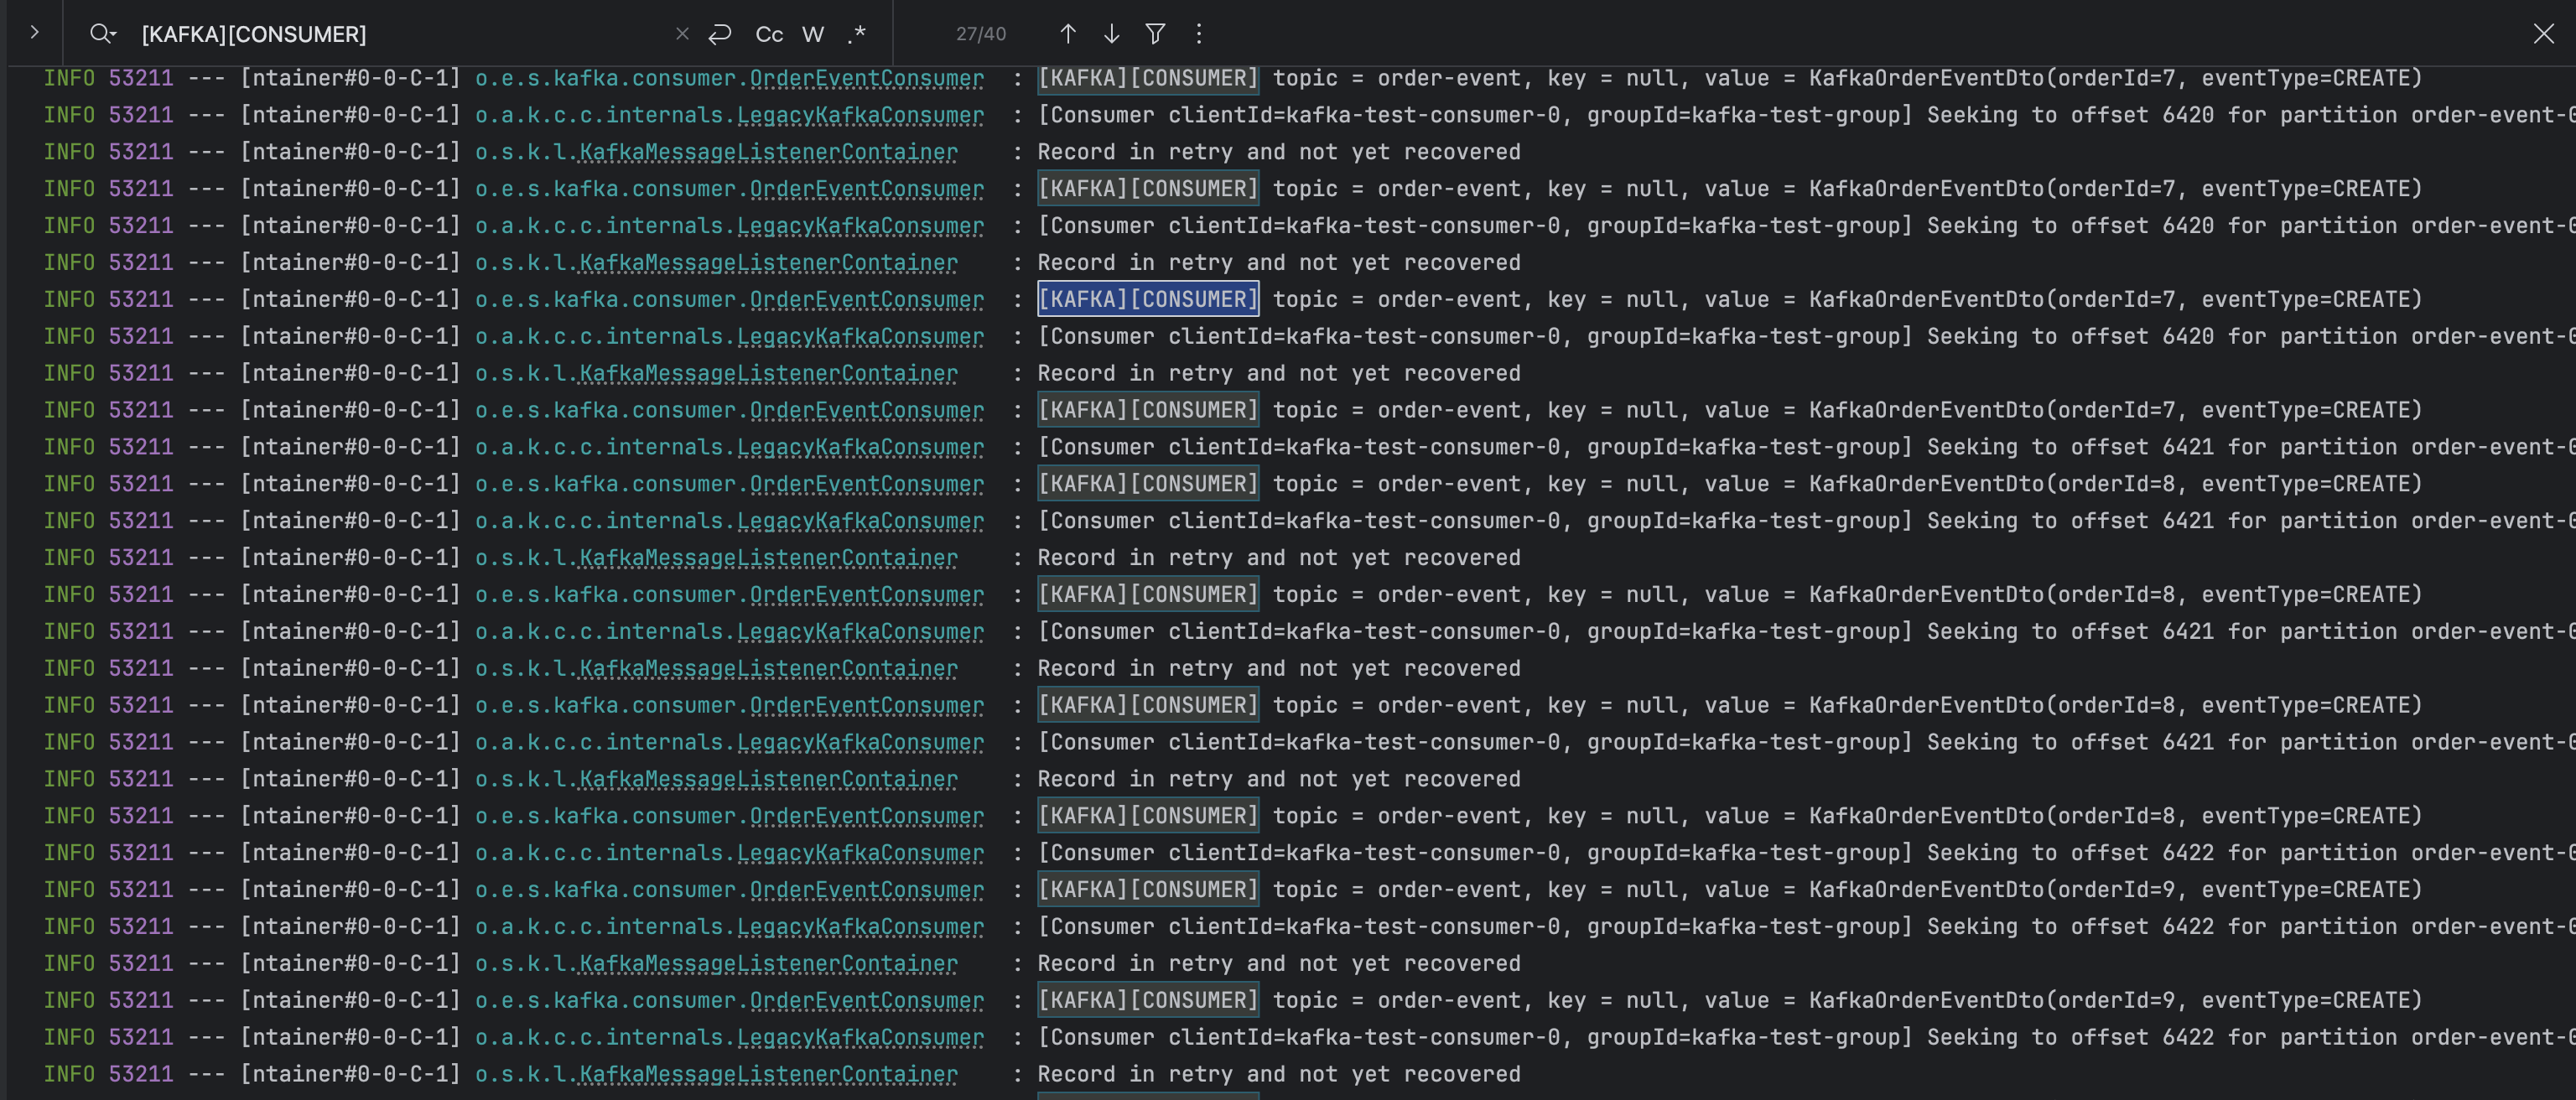 [KAFKA][CONSUMER] Cc W .* 27/40
INFO 53211 --- [ntainer#0-0-C-1] o.e.s.kafka.consumer.OrderEventConsumer : [KAFKA][CONSUMER] topic = order-event, key = null, value = KafkaOrderEventDto(orderId=7, eventType=CREATE)
INFO 53211 --- [ntainer#0-0-C-1] o.a.k.c.c.internals.LegacyKafkaConsumer : [Consumer clientId=kafka-test-consumer-0, groupId=kafka-test-group] Seeking to offset 6420 for partition order-event-0
INFO 53211 --- [ntainer#0-0-C-1] o.s.k.l.KafkaMessageListenerContainer : Record in retry and not yet recovered
INFO 53211 --- [ntainer#0-0-C-1] o.e.s.kafka.consumer.OrderEventConsumer : [KAFKA][CONSUMER] topic = order-event, key = null, value = KafkaOrderEventDto(orderId=7, eventType=CREATE)
INFO 53211 --- [ntainer#0-0-C-1] o.a.k.c.c.internals.LegacyKafkaConsumer : [Consumer clientId=kafka-test-consumer-0, groupId=kafka-test-group] Seeking to offset 6420 for partition order-event-0
INFO 53211 --- [ntainer#0-0-C-1] o.s.k.l.KafkaMessageListenerContainer : Record in retry and not yet recovered
INFO 53211 --- [ntainer#0-0-C-1] o.e.s.kafka.consumer.OrderEventConsumer : [KAFKA][CONSUMER] topic = order-event, key = null, value = KafkaOrderEventDto(orderId=7, eventType=CREATE)
INFO 53211 --- [ntainer#0-0-C-1] o.a.k.c.c.internals.LegacyKafkaConsumer : [Consumer clientId=kafka-test-consumer-0, groupId=kafka-test-group] Seeking to offset 6420 for partition order-event-0
INFO 53211 --- [ntainer#0-0-C-1] o.s.k.l.KafkaMessageListenerContainer : Record in retry and not yet recovered
INFO 53211 --- [ntainer#0-0-C-1] o.e.s.kafka.consumer.OrderEventConsumer : [KAFKA][CONSUMER] topic = order-event, key = null, value = KafkaOrderEventDto(orderId=7, eventType=CREATE)
INFO 53211 --- [ntainer#0-0-C-1] o.a.k.c.c.internals.LegacyKafkaConsumer : [Consumer clientId=kafka-test-consumer-0, groupId=kafka-test-group] Seeking to offset 6421 for partition order-event-0
INFO 53211 --- [ntainer#0-0-C-1] o.e.s.kafka.consumer.OrderEventConsumer : [KAFKA][CONSUMER] topic = order-event, key = null, value = KafkaOrderEventDto(orderId=8, eventType=CREATE)
INFO 53211 --- [ntainer#0-0-C-1] o.a.k.c.c.internals.LegacyKafkaConsumer : [Consumer clientId=kafka-test-consumer-0, groupId=kafka-test-group] Seeking to offset 6421 for partition order-event-0
INFO 53211 --- [ntainer#0-0-C-1] o.s.k.l.KafkaMessageListenerContainer : Record in retry and not yet recovered
INFO 53211 --- [ntainer#0-0-C-1] o.e.s.kafka.consumer.OrderEventConsumer : [KAFKA][CONSUMER] topic = order-event, key = null, value = KafkaOrderEventDto(orderId=8, eventType=CREATE)
INFO 53211 --- [ntainer#0-0-C-1] o.a.k.c.c.internals.LegacyKafkaConsumer : [Consumer clientId=kafka-test-consumer-0, groupId=kafka-test-group] Seeking to offset 6421 for partition order-event-0
INFO 53211 --- [ntainer#0-0-C-1] o.s.k.l.KafkaMessageListenerContainer : Record in retry and not yet recovered
INFO 53211 --- [ntainer#0-0-C-1] o.e.s.kafka.consumer.OrderEventConsumer : [KAFKA][CONSUMER] topic = order-event, key = null, value = KafkaOrderEventDto(orderId=8, eventType=CREATE)
INFO 53211 --- [ntainer#0-0-C-1] o.a.k.c.c.internals.LegacyKafkaConsumer : [Consumer clientId=kafka-test-consumer-0, groupId=kafka-test-group] Seeking to offset 6421 for partition order-event-0
INFO 53211 --- [ntainer#0-0-C-1] o.s.k.l.KafkaMessageListenerContainer : Record in retry and not yet recovered
INFO 53211 --- [ntainer#0-0-C-1] o.e.s.kafka.consumer.OrderEventConsumer : [KAFKA][CONSUMER] topic = order-event, key = null, value = KafkaOrderEventDto(orderId=8, eventType=CREATE)
INFO 53211 --- [ntainer#0-0-C-1] o.a.k.c.c.internals.LegacyKafkaConsumer : [Consumer clientId=kafka-test-consumer-0, groupId=kafka-test-group] Seeking to offset 6422 for partition order-event-0
INFO 53211 --- [ntainer#0-0-C-1] o.e.s.kafka.consumer.OrderEventConsumer : [KAFKA][CONSUMER] topic = order-event, key = null, value = KafkaOrderEventDto(orderId=9, eventType=CREATE)
INFO 53211 --- [ntainer#0-0-C-1] o.a.k.c.c.internals.LegacyKafkaConsumer : [Consumer clientId=kafka-test-consumer-0, groupId=kafka-test-group] Seeking to offset 6422 for partition order-event-0
INFO 53211 --- [ntainer#0-0-C-1] o.s.k.l.KafkaMessageListenerContainer : Record in retry and not yet recovered
INFO 53211 --- [ntainer#0-0-C-1] o.e.s.kafka.consumer.OrderEventConsumer : [KAFKA][CONSUMER] topic = order-event, key = null, value = KafkaOrderEventDto(orderId=9, eventType=CREATE)
INFO 53211 --- [ntainer#0-0-C-1] o.a.k.c.c.internals.LegacyKafkaConsumer : [Consumer clientId=kafka-test-consumer-0, groupId=kafka-test-group] Seeking to offset 6422 for partition order-event-0
INFO 53211 --- [ntainer#0-0-C-1] o.s.k.l.KafkaMessageListenerContainer : Record in retry and not yet recovered